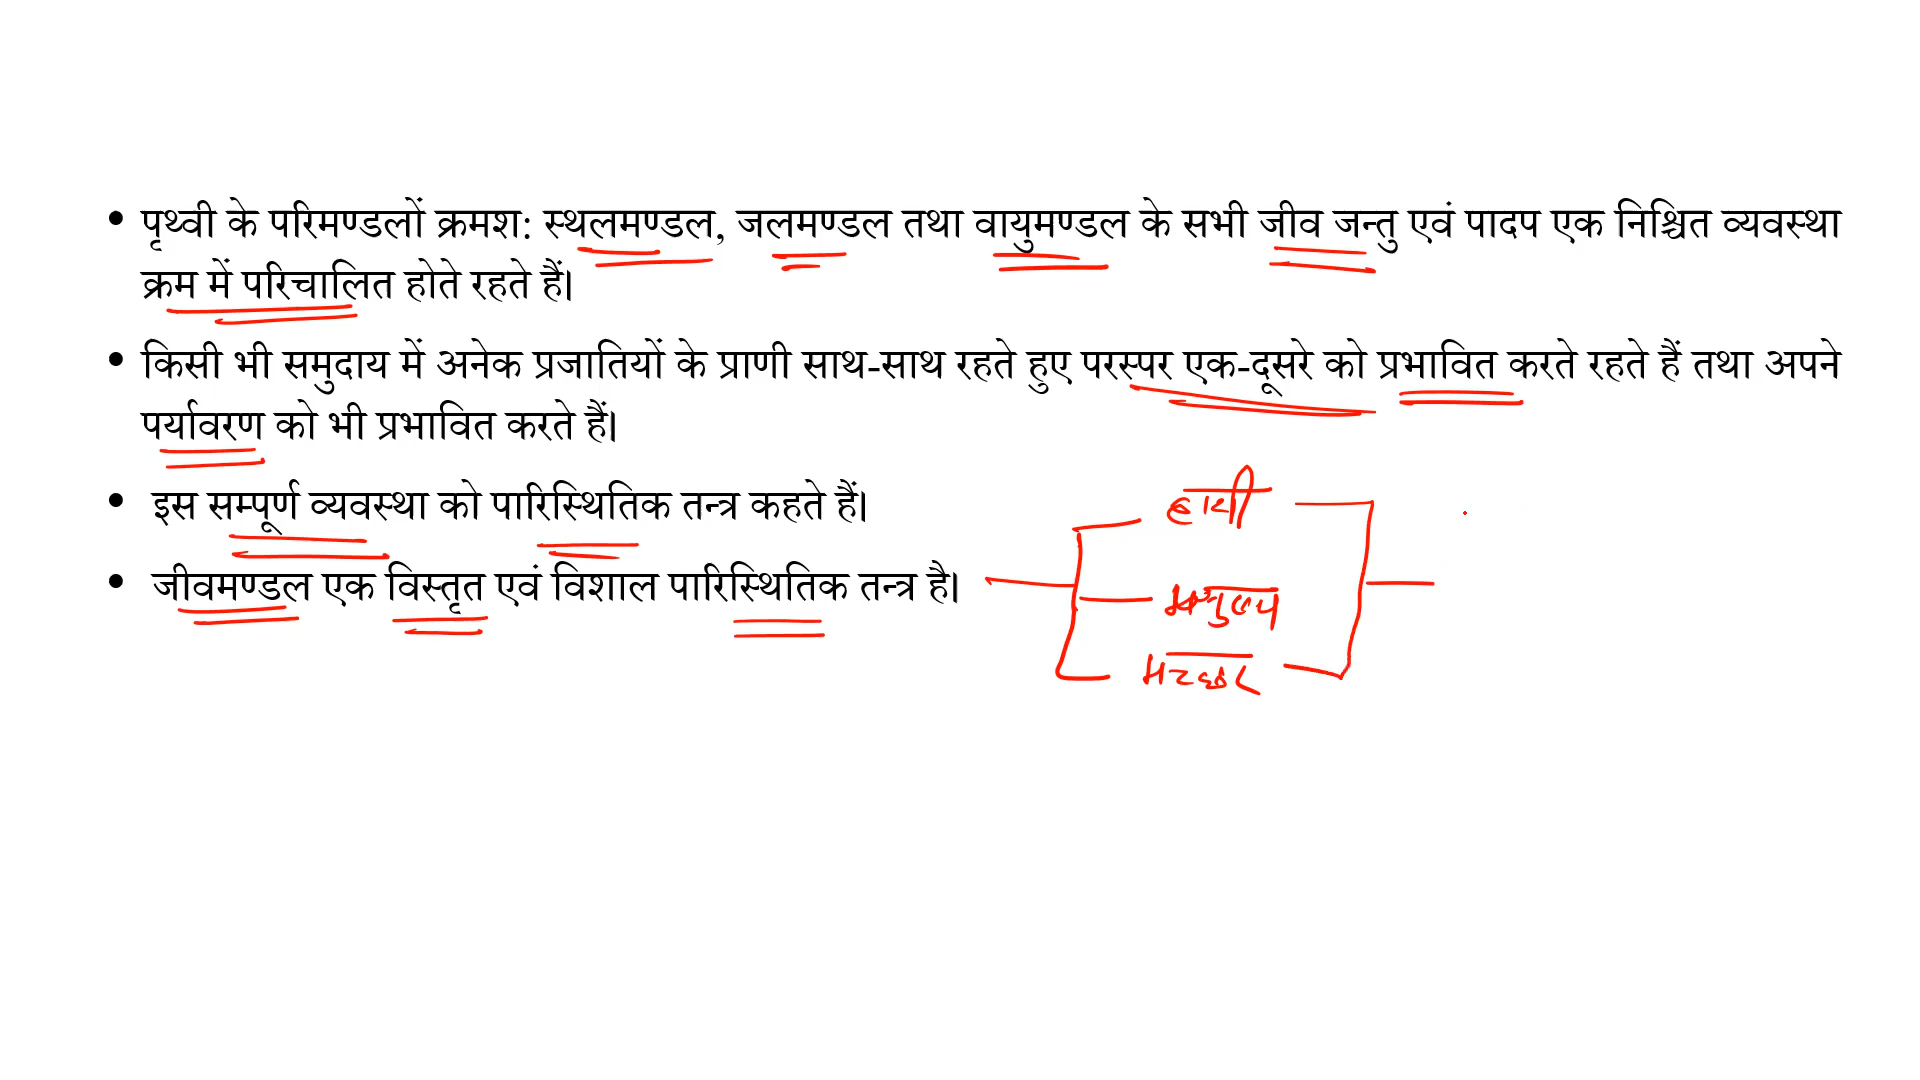 • पृथ्वी के परिमण्डलों क्रमश: स्थलमण्डल, जलमण्डल तथा वायुमण्डल के सभी जीव जन्तु एवं पादप एक निश्चित व्यवस्था
क्रम में परिचालित होते रहते हैं।
• किसी भी समुदाय में अनेक प्रजातियों के प्राणी साथ-साथ रहते हुए परस्पर एक-दूसरे को प्रभावित करते रहते हैं तथा अपने
पर्यावरण को भी प्रभावित करते हैं।
• इस सम्पूर्ण व्यवस्था को पारिस्थितिक तन्त्र कहते हैं।
• जीवमण्डल एक विस्तृत एवं विशाल पारिस्थितिक तन्त्र है।
हाथी
मनुष्य
मच्छर